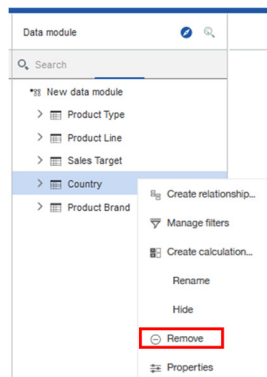 Data module
Search
New data module
Product Type
Product Line
Sales Target
Country
Product Brand
Create relationship...
Manage filters
Create calculation...
Rename
Hide
Remove
Properties